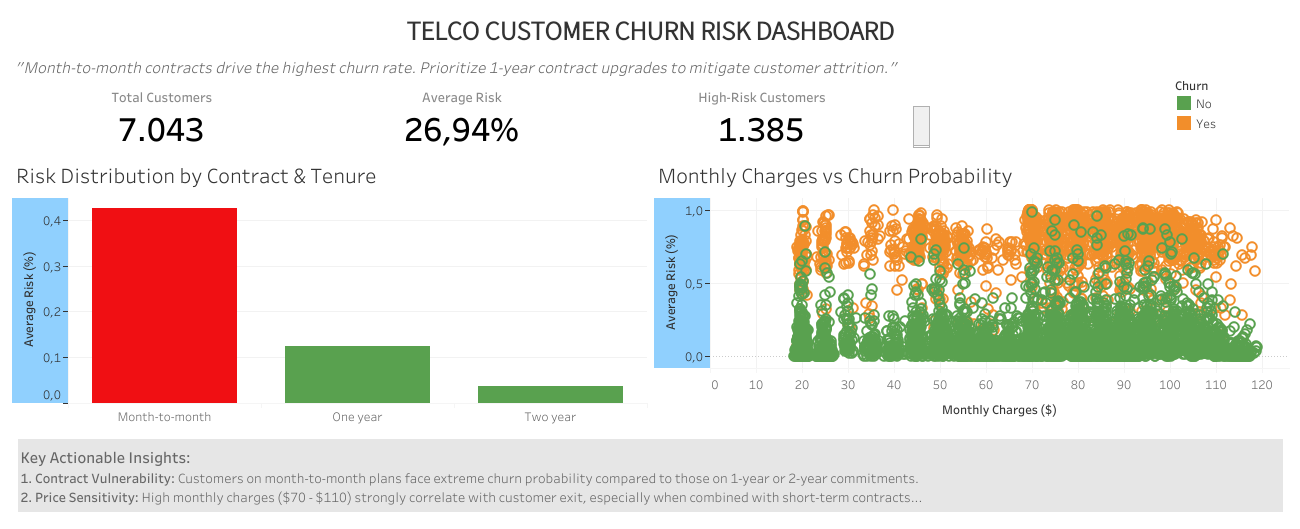 TELCO CUSTOMER CHURN RISK DASHBOARD
"Month-to-month contracts drive the highest churn rate. Prioritize 1-year contract upgrades to mitigate customer attrition."
Total Customers
7.043
Average Risk
26,94%
High-Risk Customers
1.385
Churn
No
Yes
Risk Distribution by Contract & Tenure
Average Risk (%)
0,4
0,3
0,2
0,1
0,0
Month-to-month One year Two year
Monthly Charges vs Churn Probability
Average Risk (%)
1,0
0,5
0,0
0 10 20 30 40 50 60 70 80 90 100 110 120
Monthly Charges ($)
Key Actionable Insights:
1. Contract Vulnerability: Customers on month-to-month plans face extreme churn probability compared to those on 1-year or 2-year commitments.
2. Price Sensitivity: High monthly charges ($70 - $110) strongly correlate with customer exit, especially when combined with short-term contracts...